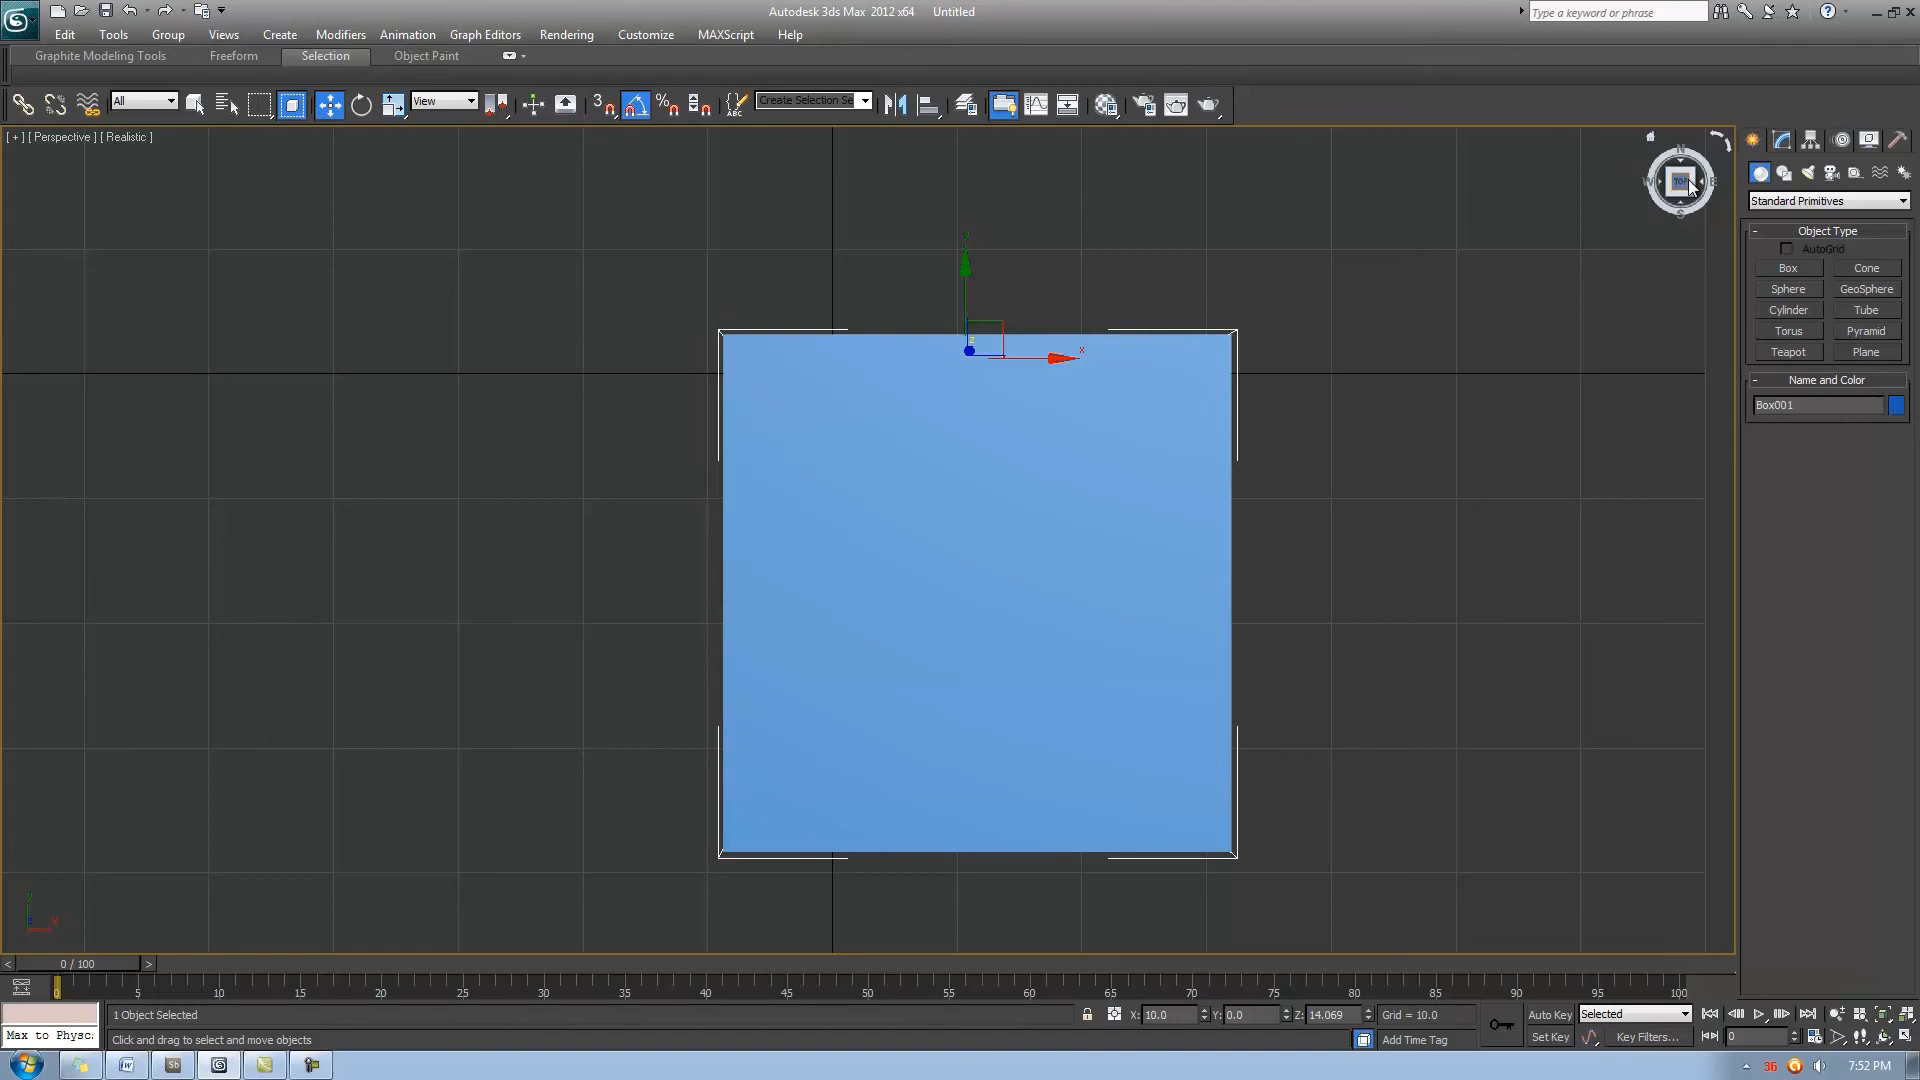 Autodesk 3ds Max 2012 x64 Untitled
Type a keyword or phrase
Edit Tools Group Views Create Modifiers Animation Graph Editors Rendering Customize MAXScript Help
Graphite Modeling Tools Freeform Selection Object Paint
All View 3 % ABC Create Selection Se
[ + ] [ Perspective ] [ Realistic ]
N
W TOP E
S
Standard Primitives
- Object Type
AutoGrid
Box Cone
Sphere GeoSphere
Cylinder Tube
Torus Pyramid
Teapot Plane
- Name and Color
Box001
y
z
x
y
z x
< 0 / 100 >
0 5 10 15 20 25 30 35 40 45 50 55 60 65 70 75 80 85 90 95 100
1 Object Selected X: 10.0 Y: 0.0 Z: 14.069 Grid = 10.0 Auto Key Selected
Max to Physc: Click and drag to select and move objects Add Time Tag Set Key Key Filters... 0
W Sb 36 7:52 PM